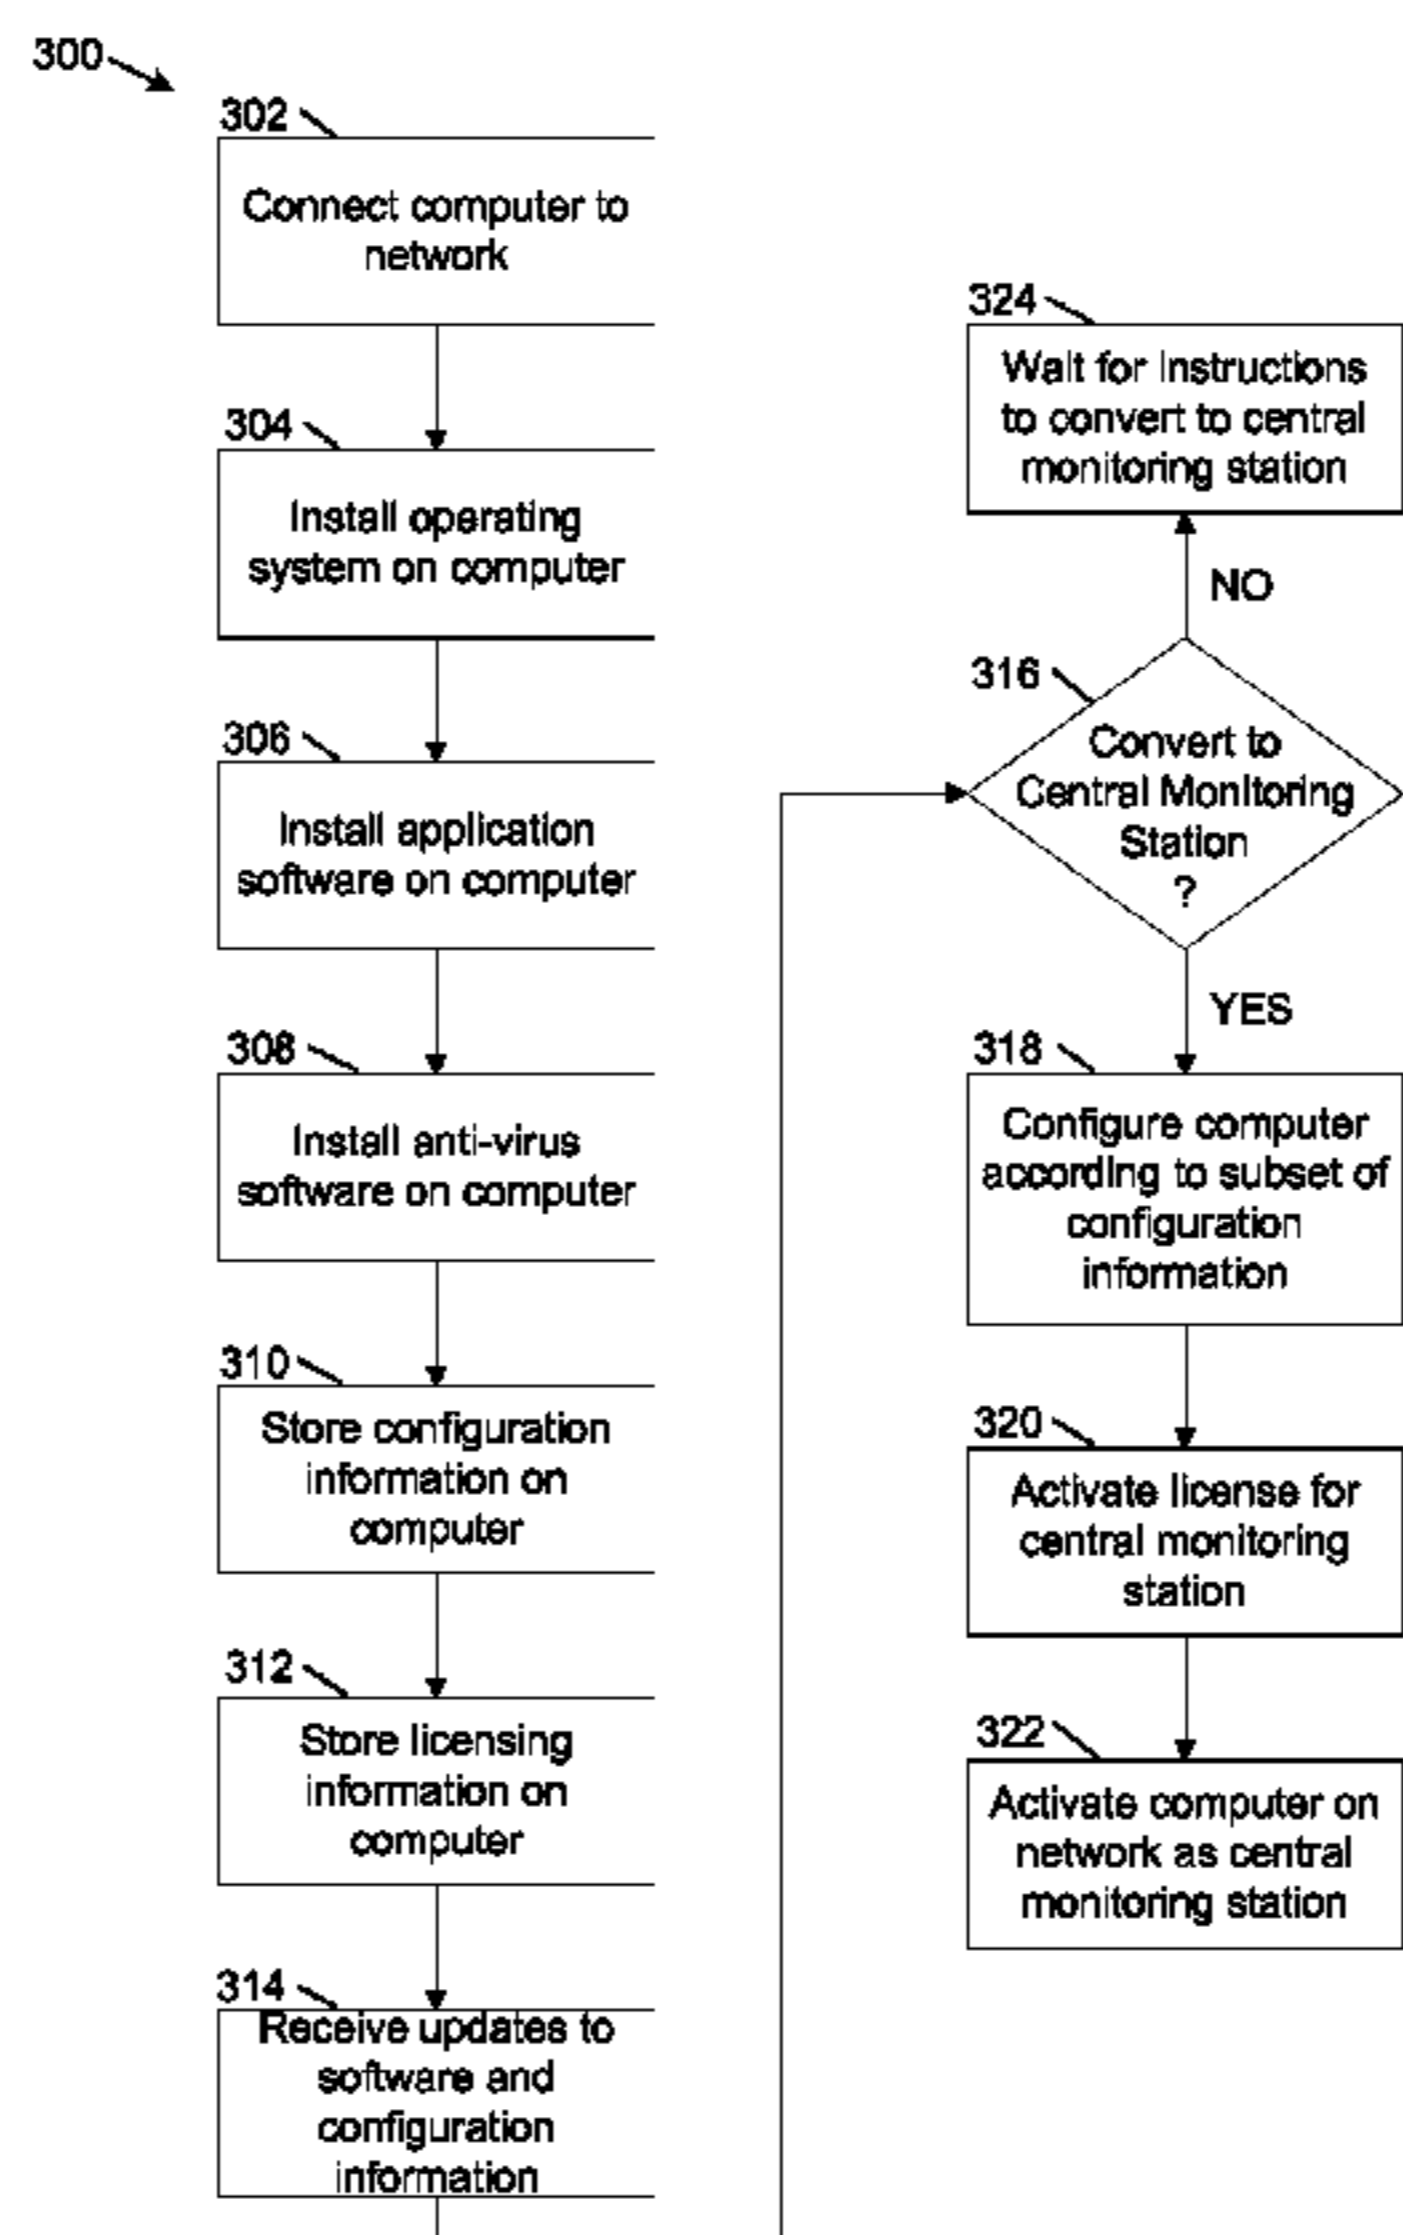 300
302
Connect computer to
network
304
Install operating
system on computer
306
Install application
software on computer
308
Install anti-virus
software on computer
310
Store configuration
information on
computer
312
Store licensing
information on
computer
314
Receive updates to
software and
configuration
information
324
Wait for instructions
to convert to central
monitoring station
NO
316
Convert to
Central Monitoring
Station
?
YES
318
Configure computer
according to subset of
configuration
information
320
Activate license for
central monitoring
station
322
Activate computer on
network as central
monitoring station